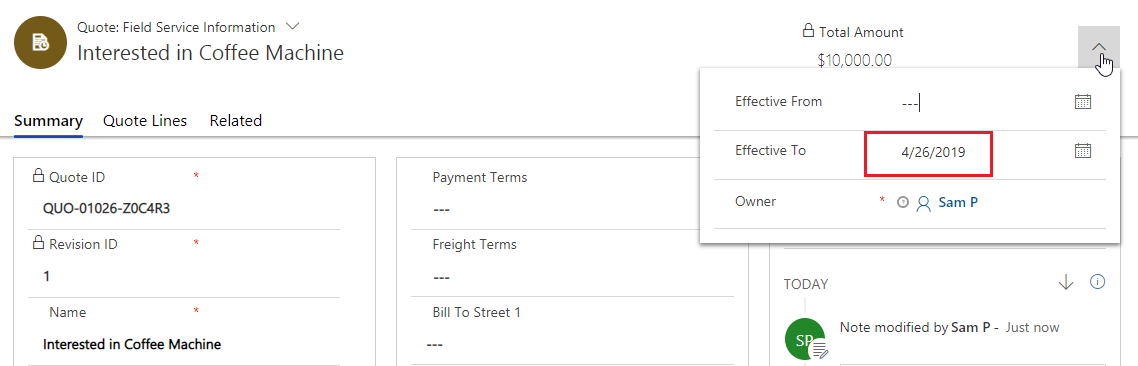 Quote: Field Service Information
Interested in Coffee Machine
Total Amount
$10,000.00
Summary Quote Lines Related
Effective From ---
Effective To 4/26/2019
Owner * Sam P
Quote ID *
QUO-01026-Z0C4R3
Revision ID *
1
Name *
Interested in Coffee Machine
Payment Terms
---
Freight Terms
---
Bill To Street 1
---
TODAY
SP
Note modified by Sam P - Just now